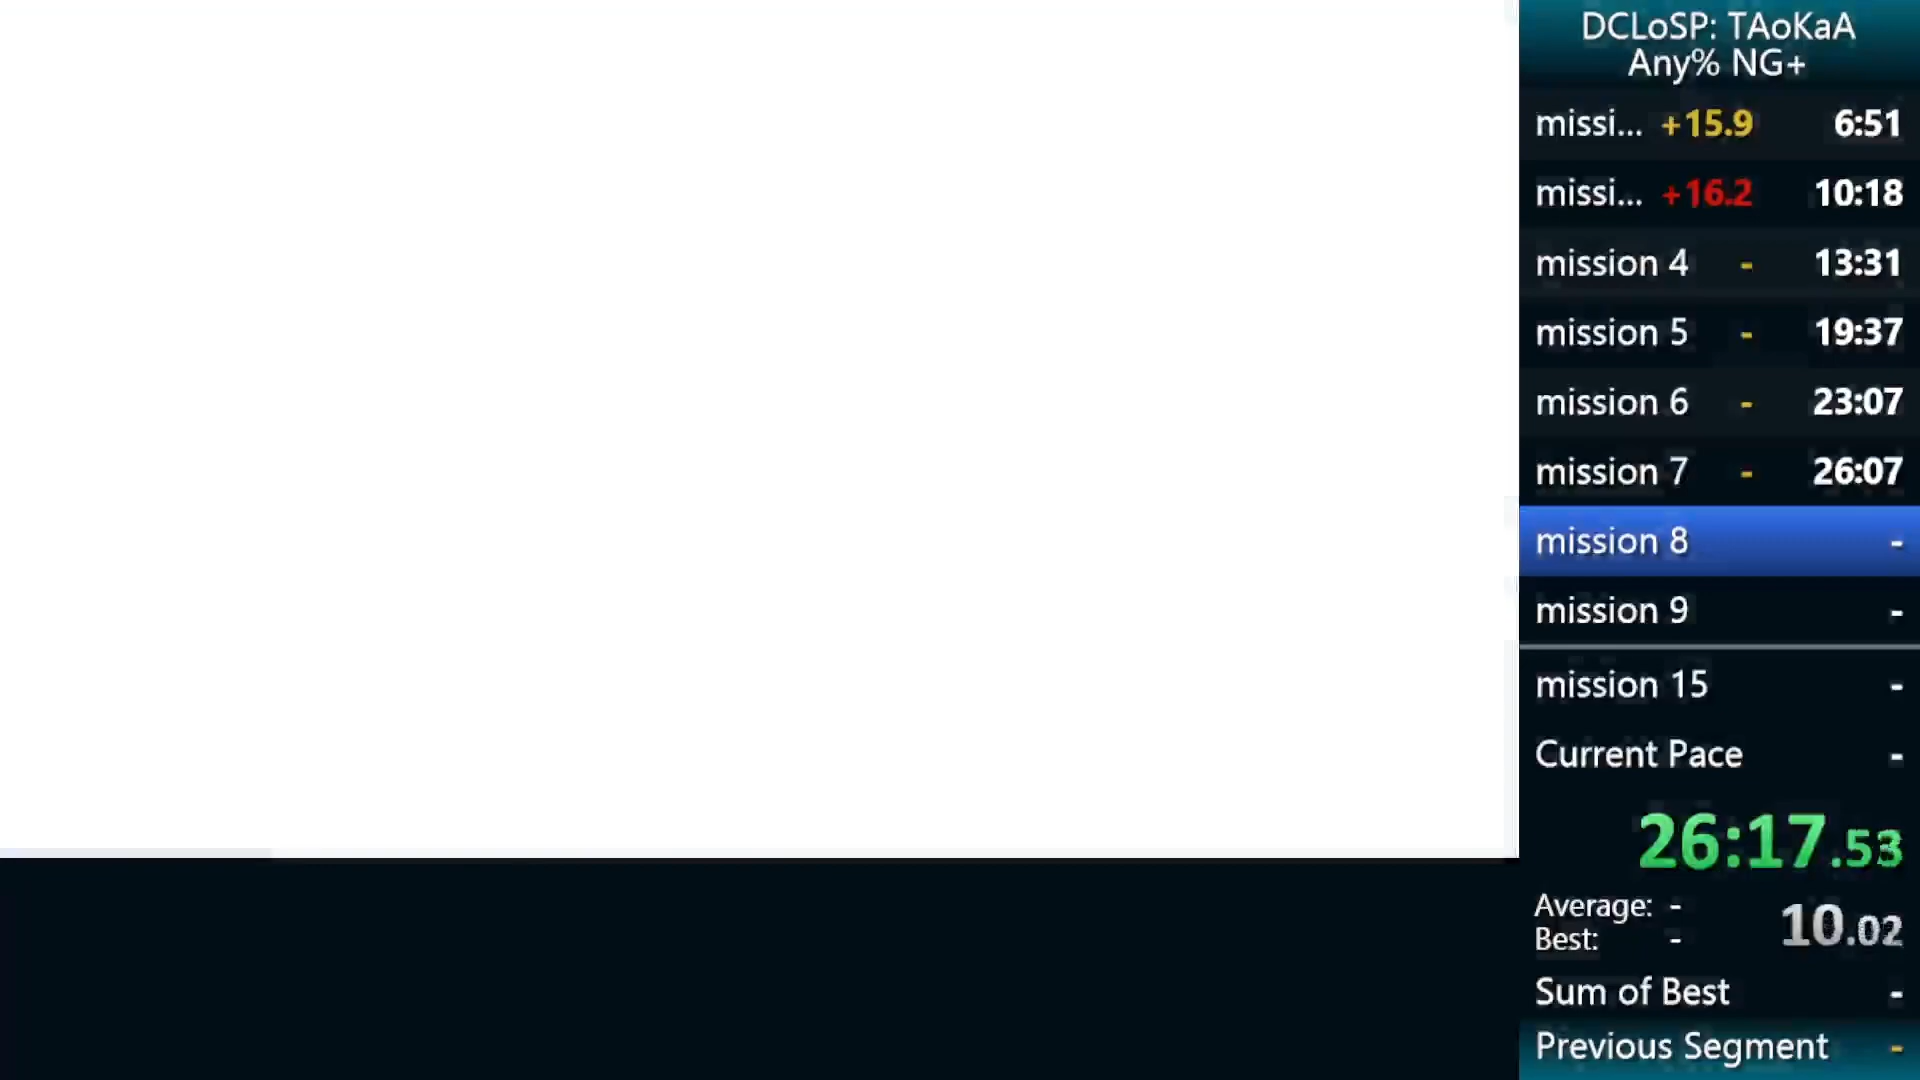 DCLoSP: TAoKaA
Any% NG+
missi... +15.9 6:51
missi... +16.2 10:18
mission 4 - 13:31
mission 5 - 19:37
mission 6 - 23:07
mission 7 - 26:07
mission 8 -
mission 9 -
mission 15 -
Current Pace -
26:17.53
Average: -
Best: -
10.02
Sum of Best -
Previous Segment -